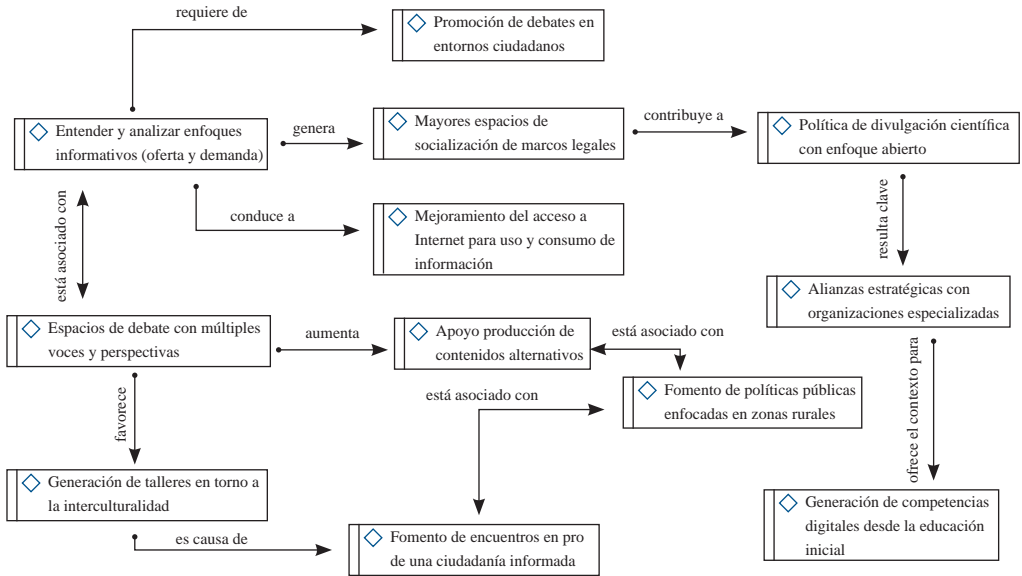 requiere de
Promoción de debates en
entornos ciudadanos
Entender y analizar enfoques
informativos (oferta y demanda)
genera
Mayores espacios de
socialización de marcos legales
contribuye a
Política de divulgación científica
con enfoque abierto
conduce a
Mejoramiento del acceso a
Internet para uso y consumo de
información
está asociado con
resulta clave
Alianzas estratégicas con
organizaciones especializadas
Espacios de debate con múltiples
voces y perspectivas
aumenta
Apoyo producción de
contenidos alternativos
está asociado con
Fomento de políticas públicas
enfocadas en zonas rurales
está asociado con
favorece
ofrece el contexto para
Generación de talleres en torno a
la interculturalidad
es causa de
Fomento de encuentros en pro
de una ciudadanía informada
Generación de competencias
digitales desde la educación
inicial